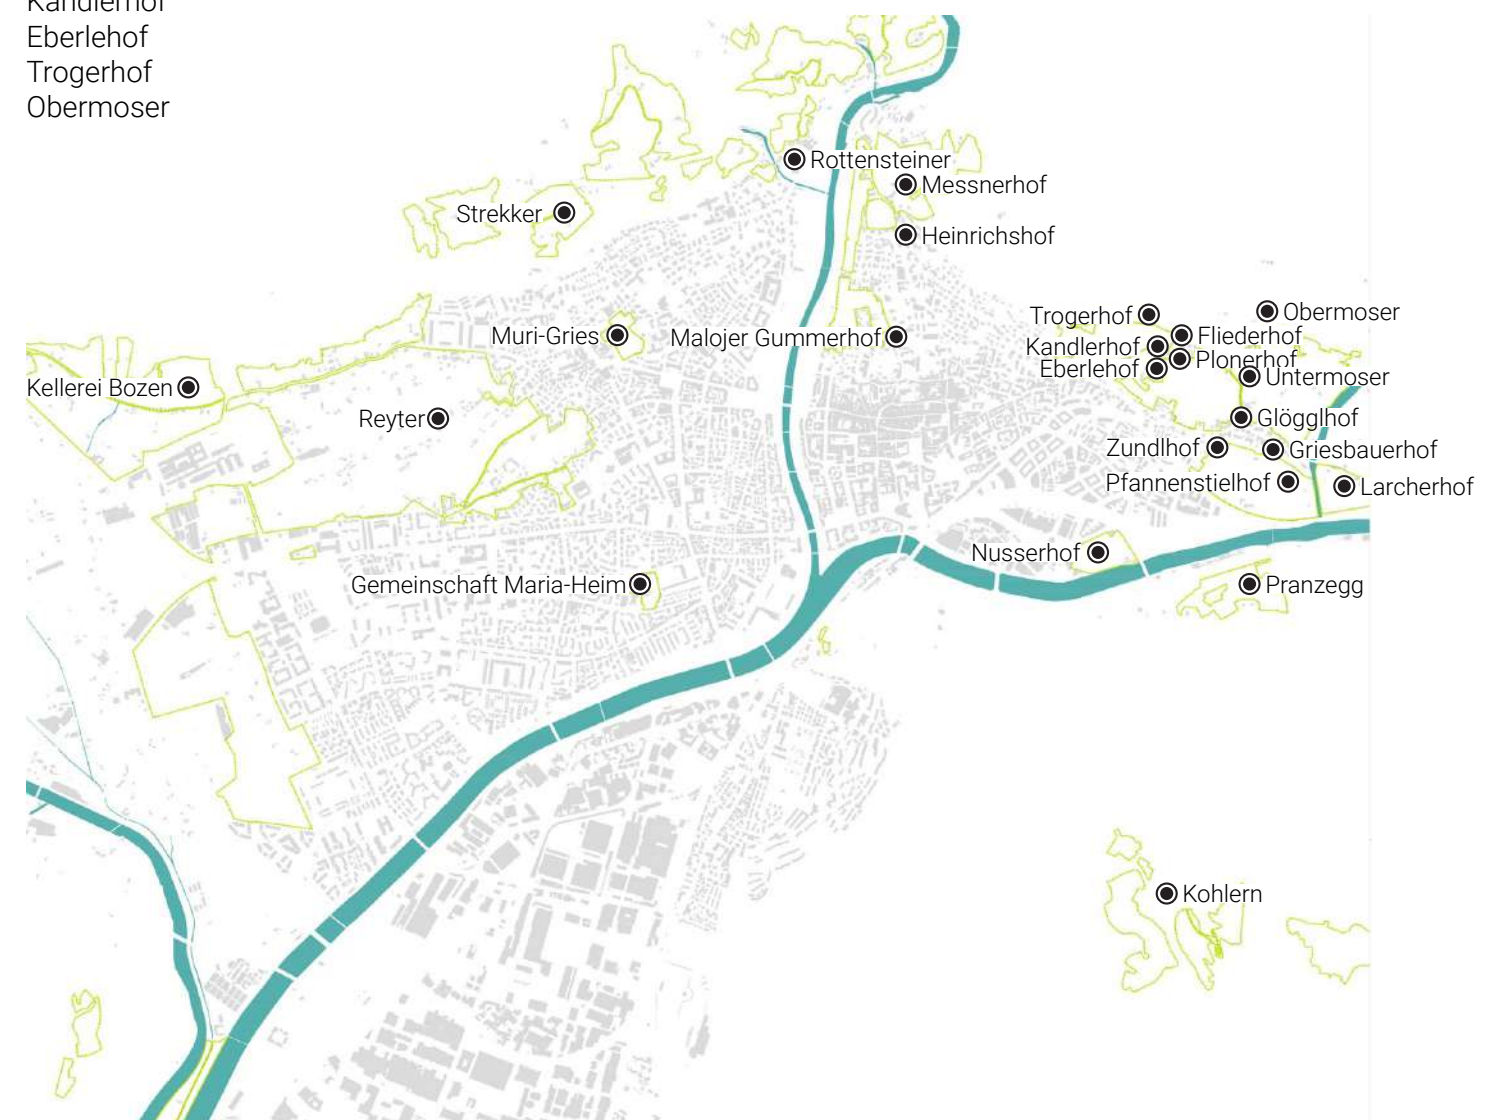 Kandlerhof
Eberlehof
Trogerhof
Obermoser
Rottensteiner
Messnerhof
Strekker
Heinrichshof
Trogerhof
Obermoser
Muri-Gries
Malojer Gummerhof
Fliederhof
Kandlerhof
Plonerhof
Eberlehof
Untermoser
Kellerei Bozen
Reyter
Glögglhof
Zundlhof
Griesbauerhof
Pfannenstielhof
Larcherhof
Nusserhof
Gemeinschaft Maria-Heim
Pranzegg
Kohlern